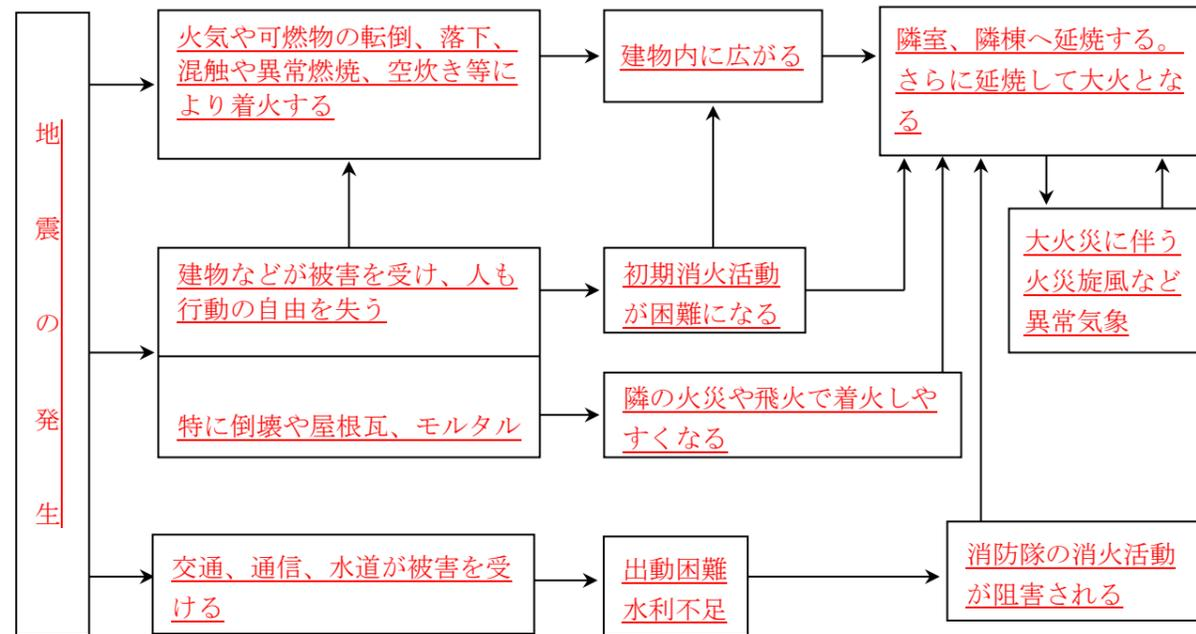 地震の発生
火気や可燃物の転倒、落下、
混触や異常燃焼、空炊き等に
より着火する
建物内に広がる
隣室、隣棟へ延焼する。
さらに延焼して大火とな
る
大火災に伴う
火災旋風など
異常気象
建物などが被害を受け、人も
行動の自由を失う
初期消火活動
が困難になる
特に倒壊や屋根瓦、モルタル
隣の火災や飛火で着火しや
すくなる
交通、通信、水道が被害を受
ける
出動困難
水利不足
消防隊の消火活動
が阻害される